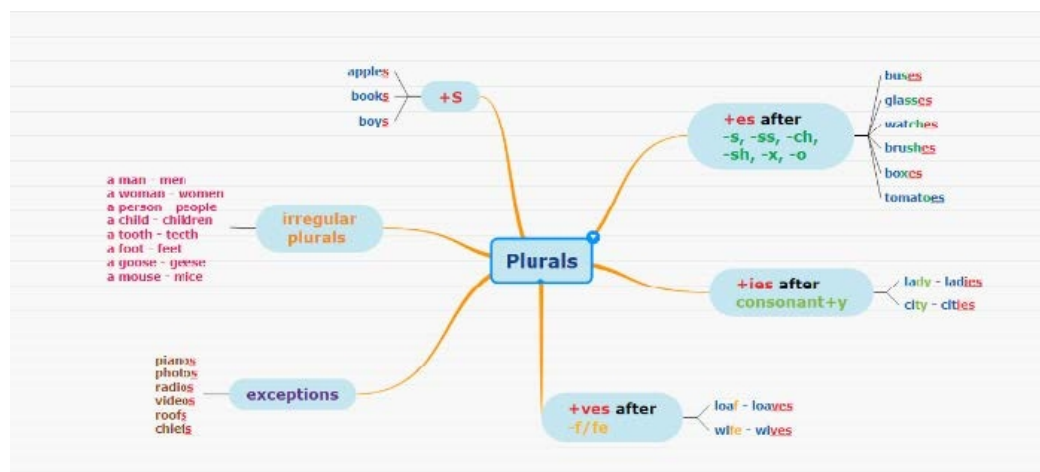 Plurals
+S
apples
books
boys
+es after
-s, -ss, -ch,
-sh, -x, -o
buses
glasses
watches
brushes
boxes
tomatoes
+ies after
consonant+y
lady - ladies
city - cities
+ves after
-f/fe
loaf - loaves
wife - wives
exceptions
pianos
photos
radios
videos
roofs
chiefs
irregular
plurals
a man - men
a woman - women
a person - people
a child - children
a tooth - teeth
a foot - feet
a goose - geese
a mouse - mice